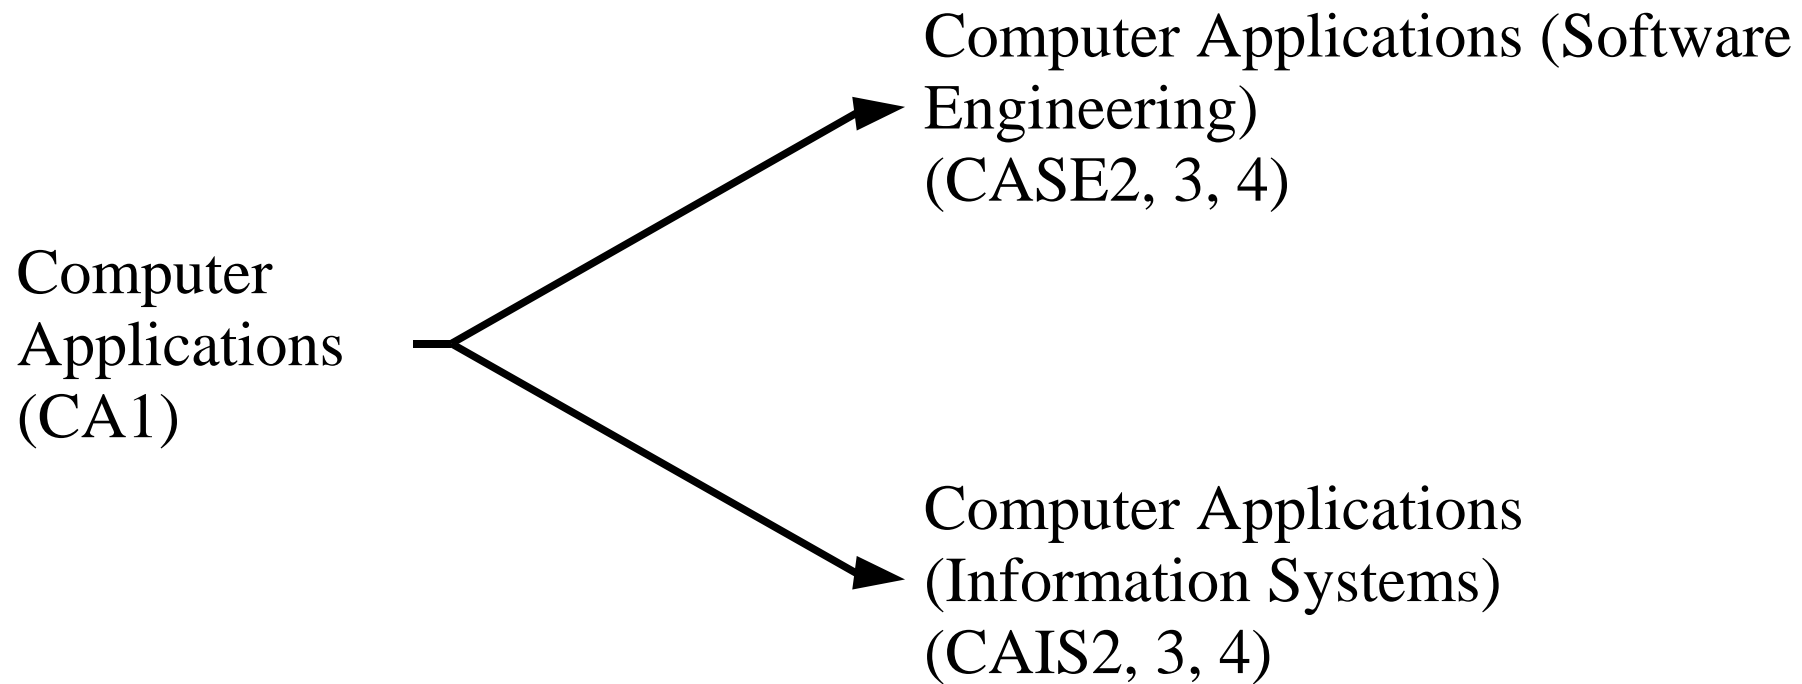 Computer
Applications
(CA1)
Computer Applications (Software
Engineering)
(CASE2, 3, 4)
Computer Applications
(Information Systems)
(CAIS2, 3, 4)